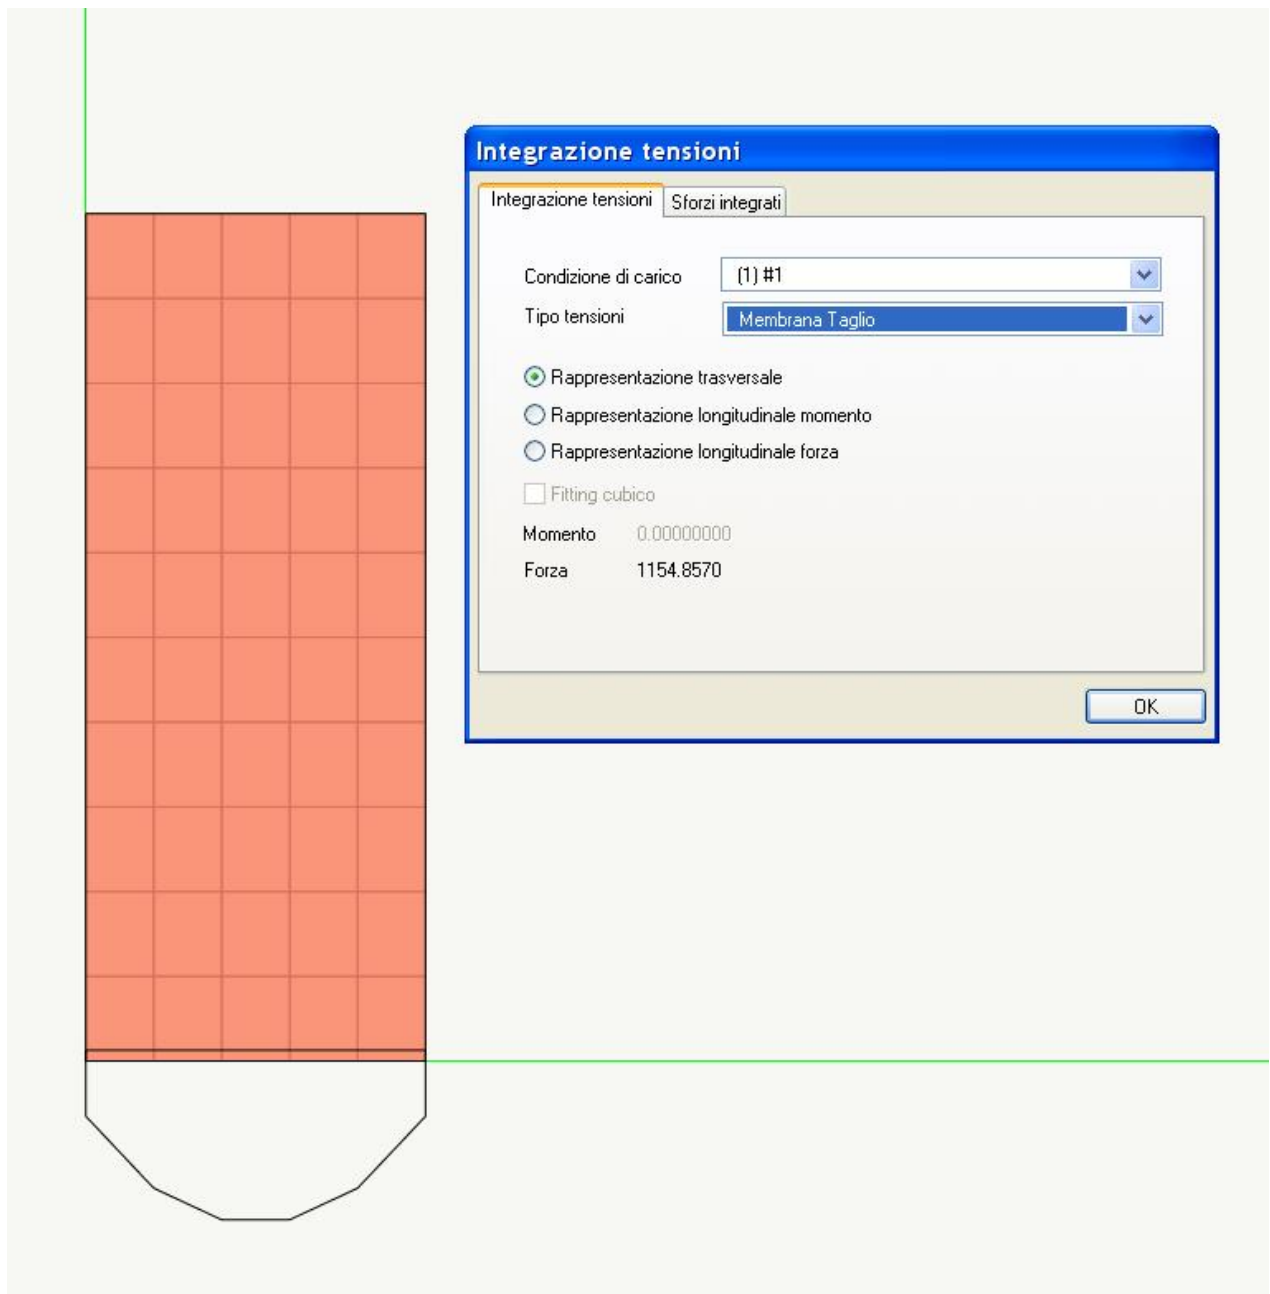 Integrazione tensioni
Integrazione tensioni Sforzi integrati
Condizione di carico (1) #1
Tipo tensioni Membrana Taglio
Rappresentazione trasversale
Rappresentazione longitudinale momento
Rappresentazione longitudinale forza
Fitting cubico
Momento 0.00000000
Forza 1154.8570
OK